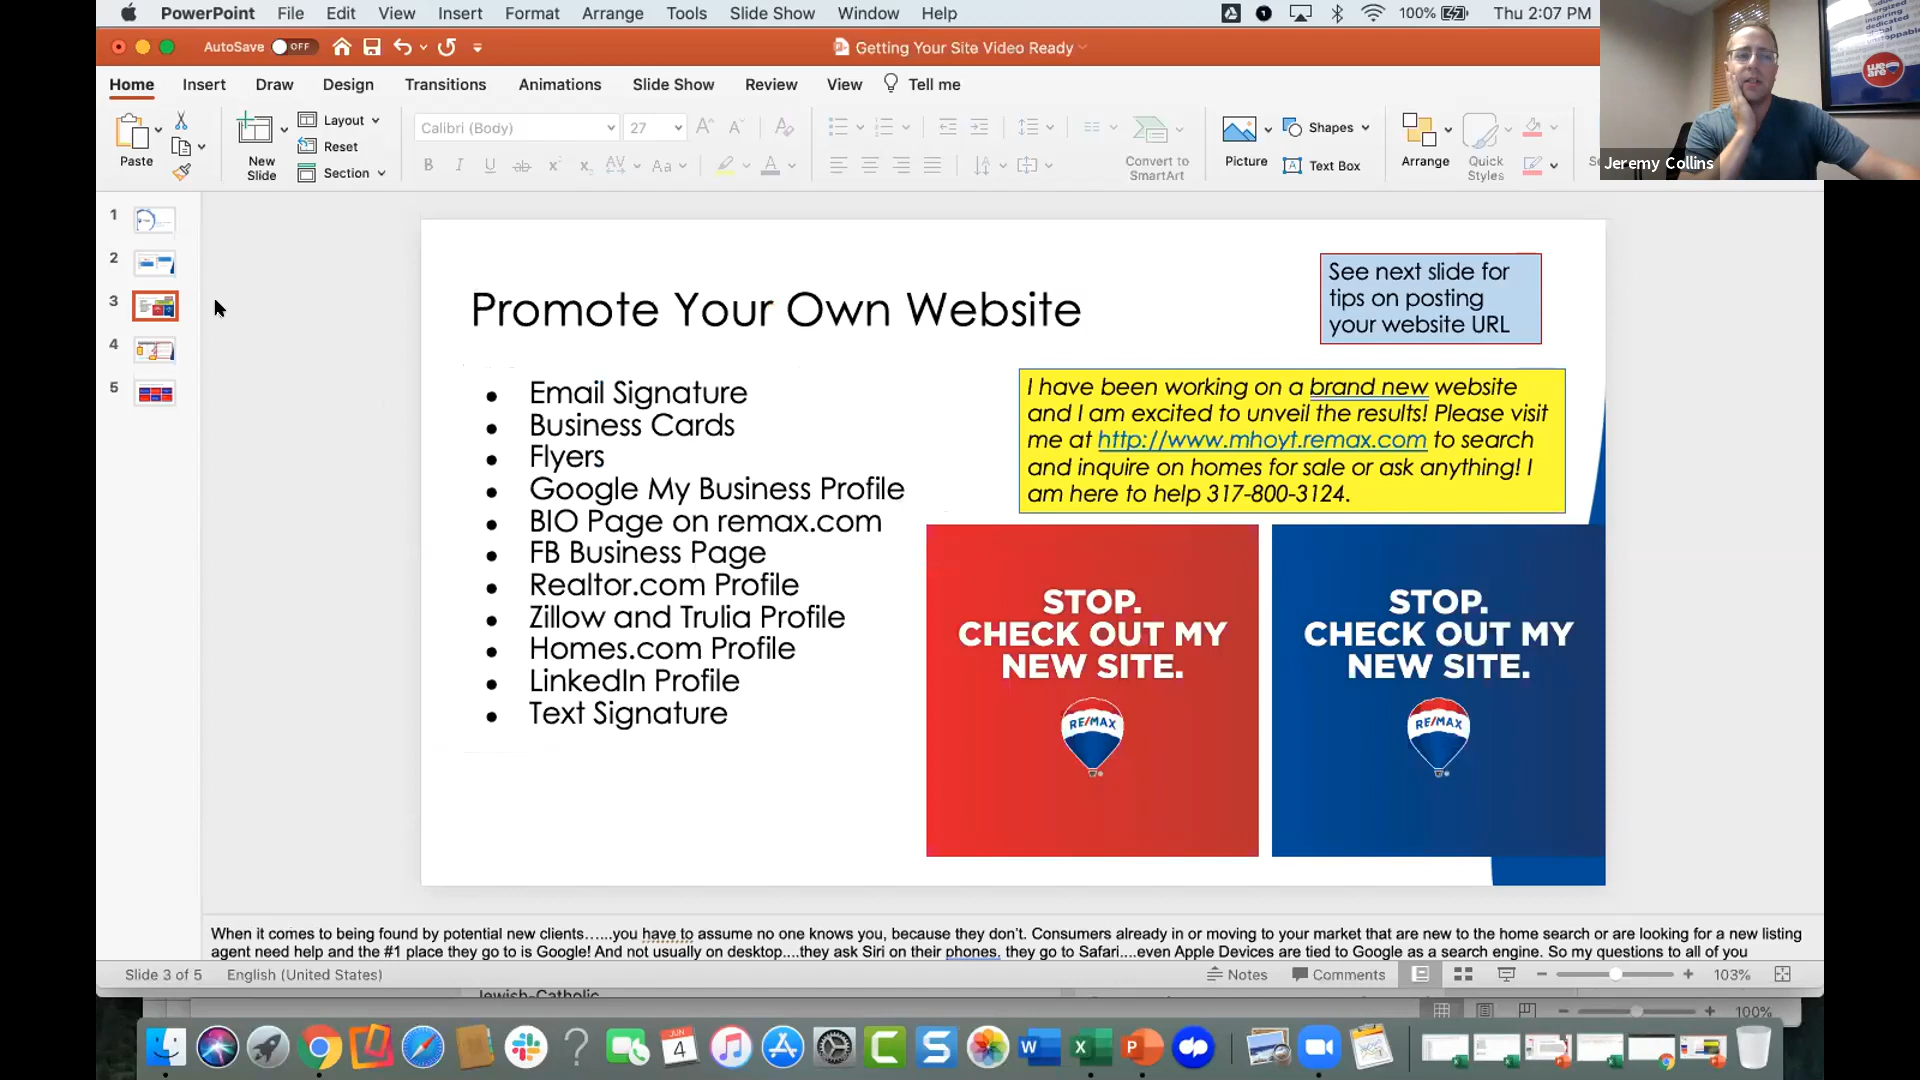 PowerPoint File Edit View Insert Format Arrange Tools Slide Show Window Help 100% Thu 2:07 PM
AutoSave OFF Getting Your Site Video Ready
Home Insert Draw Design Transitions Animations Slide Show Review View Tell me
Paste
New Slide
Layout
Reset
Section
Calibri (Body) 27
Convert to SmartArt
Picture
Shapes
Text Box
Arrange
Quick Styles
Jeremy Collins
we are
1
2
3
4
5
Promote Your Own Website
See next slide for
tips on posting
your website URL
Email Signature
Business Cards
Flyers
Google My Business Profile
BIO Page on remax.com
FB Business Page
Realtor.com Profile
Zillow and Trulia Profile
Homes.com Profile
LinkedIn Profile
Text Signature
I have been working on a brand new website
and I am excited to unveil the results! Please visit
me at http://www.mhoyt.remax.com to search
and inquire on homes for sale or ask anything! I
am here to help 317-800-3124.
STOP.
CHECK OUT MY
NEW SITE.
RE/MAX
STOP.
CHECK OUT MY
NEW SITE.
RE/MAX
When it comes to being found by potential new clients…...you have to assume no one knows you, because they don't. Consumers already in or moving to your market that are new to the home search or are looking for a new listing
agent need help and the #1 place they go to is Google! And not usually on desktop....they ask Siri on their phones, they go to Safari....even Apple Devices are tied to Google as a search engine. So my questions to all of you
Slide 3 of 5 English (United States) Notes Comments 103%
Jewish-Catholic
100%
JUN
4